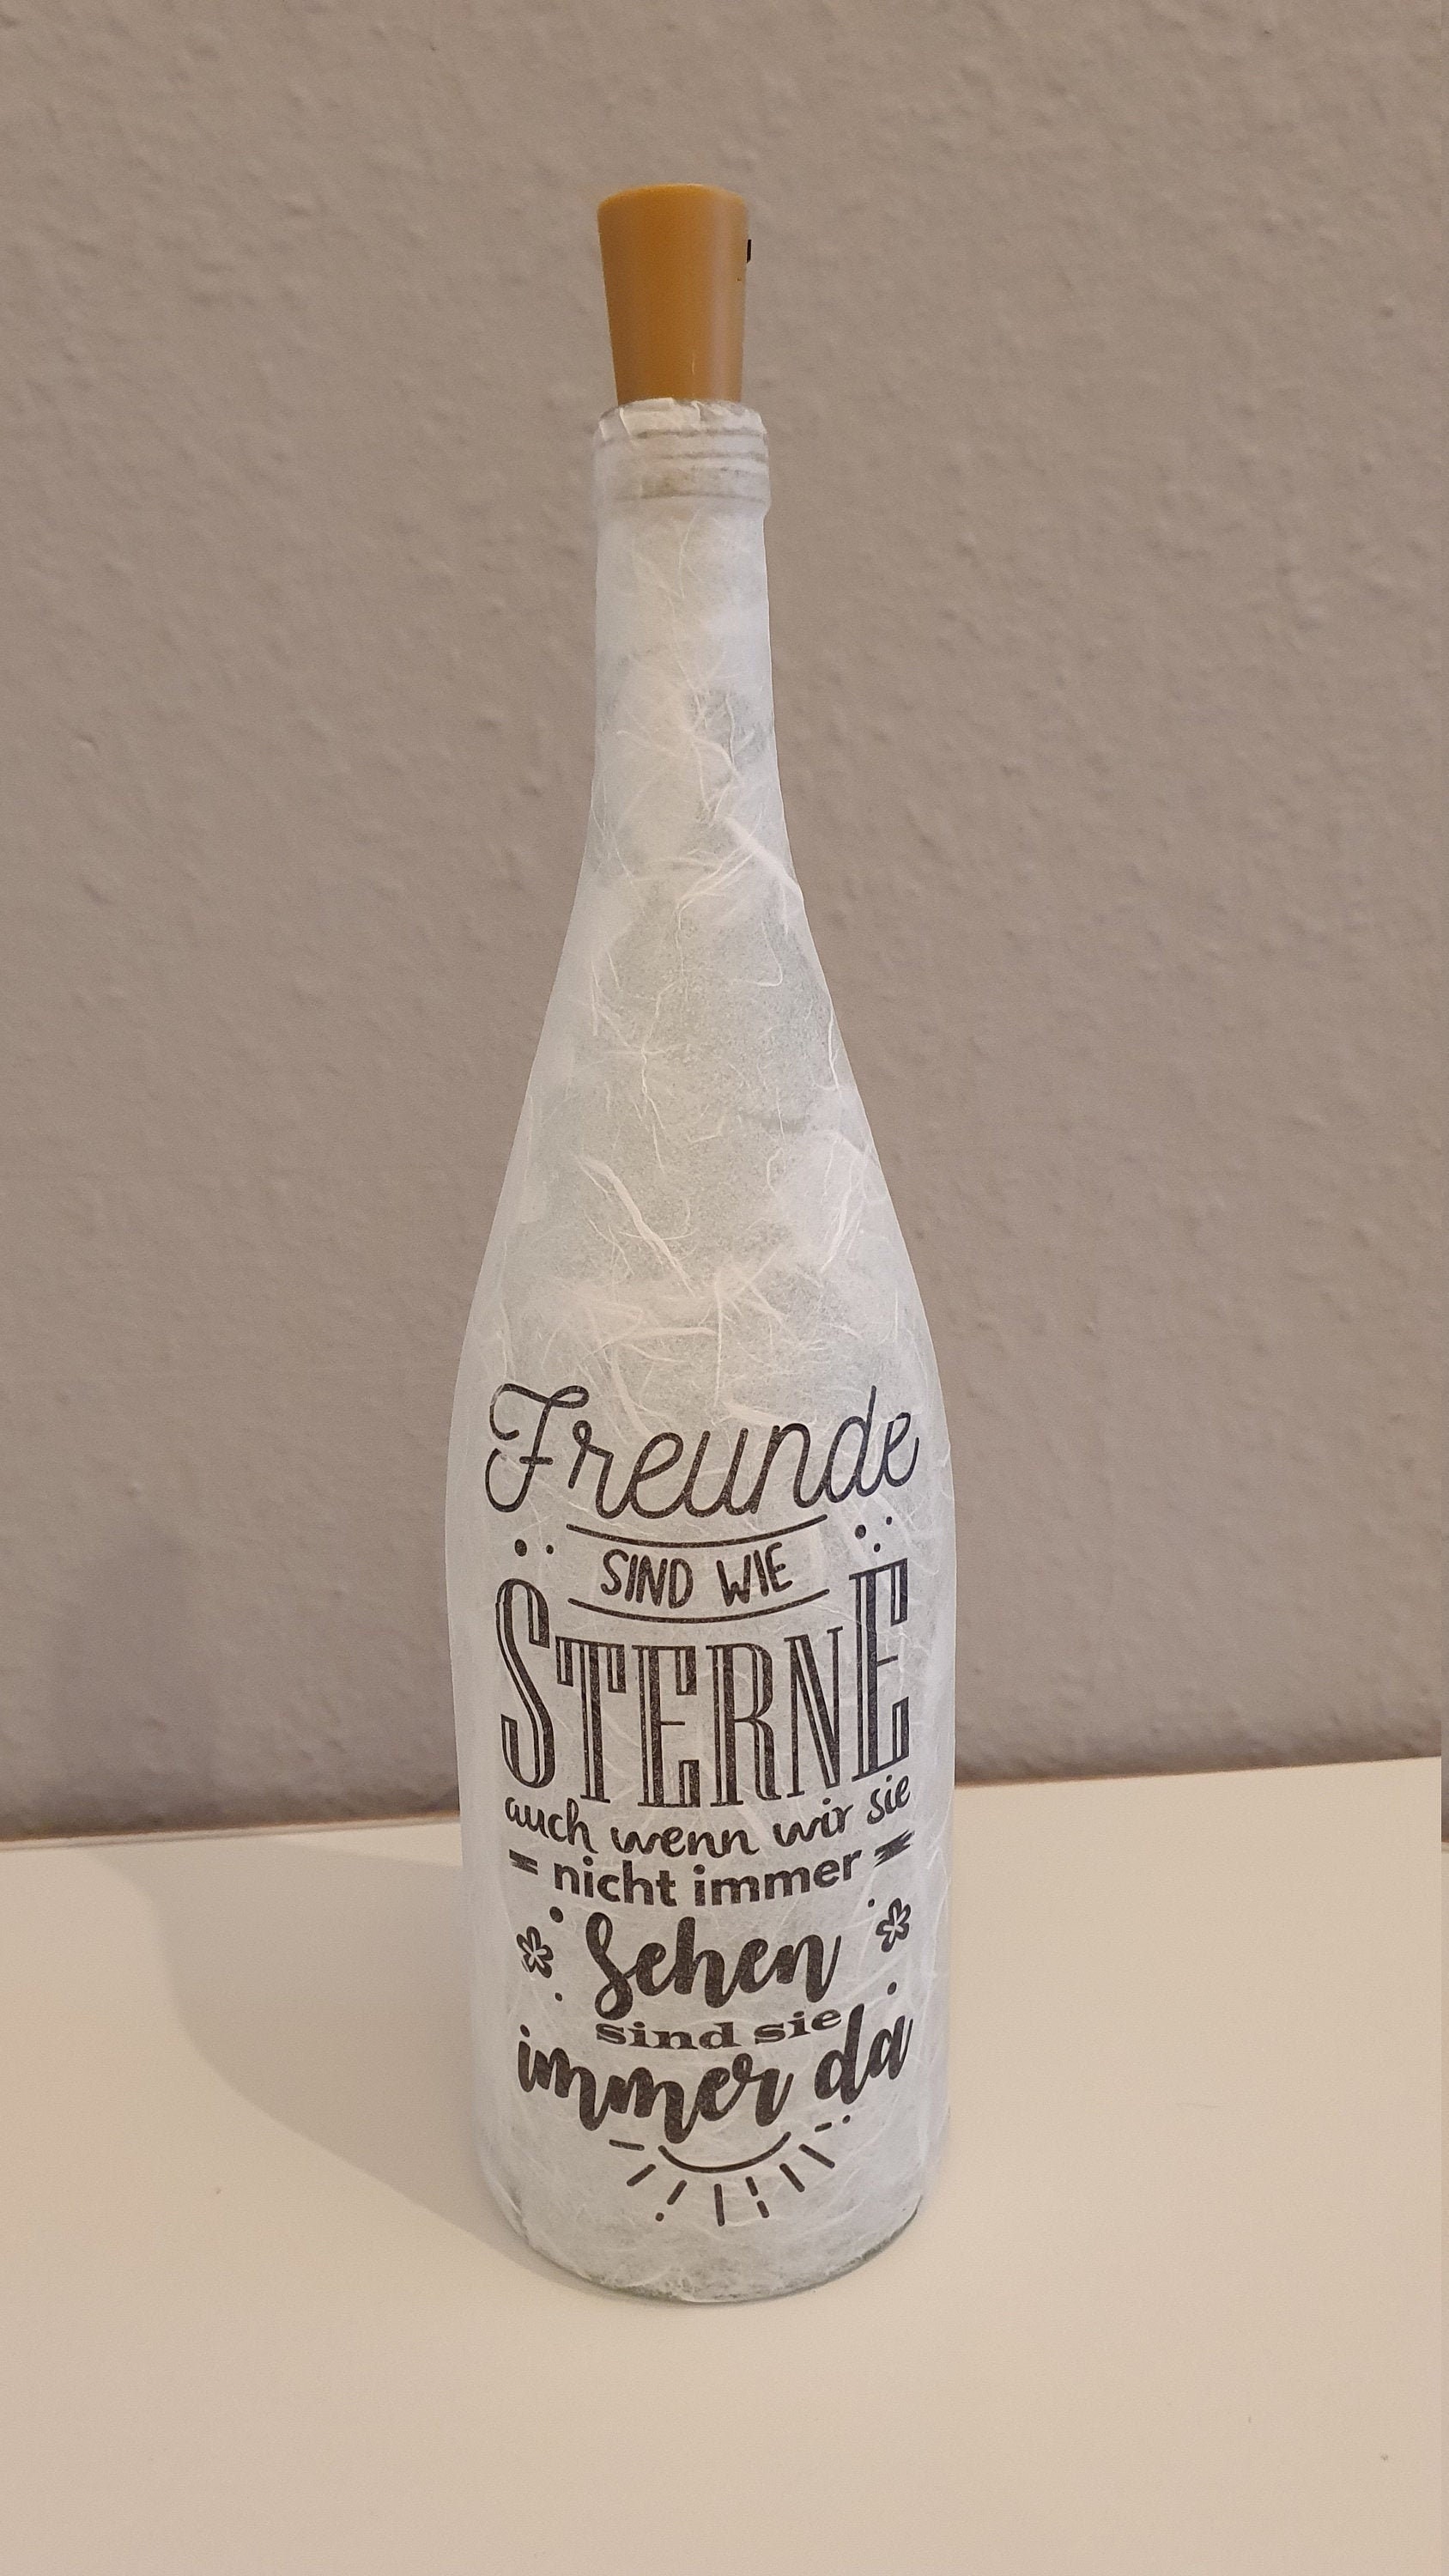 Freunde
SIND WIE
STERNE
auch wenn wir sie
nicht immer
Sehen
sind sie
immer da